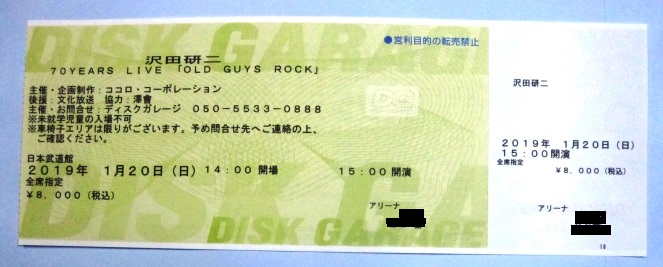 DISK GARAGE
●営利目的の転売禁止
沢田研二
70YEARS LIVE「OLD GUYS ROCK」
主催・企画制作：ココロ・コーポレーション
後援：文化放送 協力：澤會
主催・お問合せ：ディスクガレージ 050-5533-0888
※未就学児童の入場不可
※車椅子エリアは限りがございます。予め問合せ先へご連絡の上、
ご確認ください。
日本武道館
2019年 1月20日（日） 14：00 開場 15：00 開演
全席指定
￥8，000（税込）
アリーナ
DISK GA
DISK GARAGE
沢田研二
2019年 1月20日（日）
15：00開演
全席指定
￥8，000（税込）
アリーナ